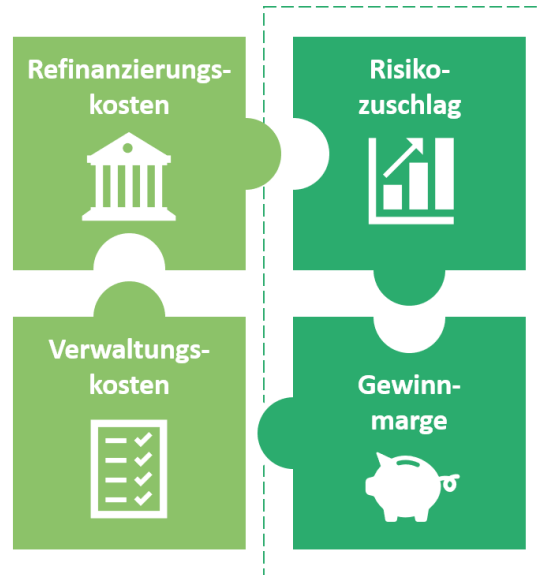 Refinanzierungs-
kosten
Risiko-
zuschlag
Verwaltungs-
kosten
Gewinn-
marge